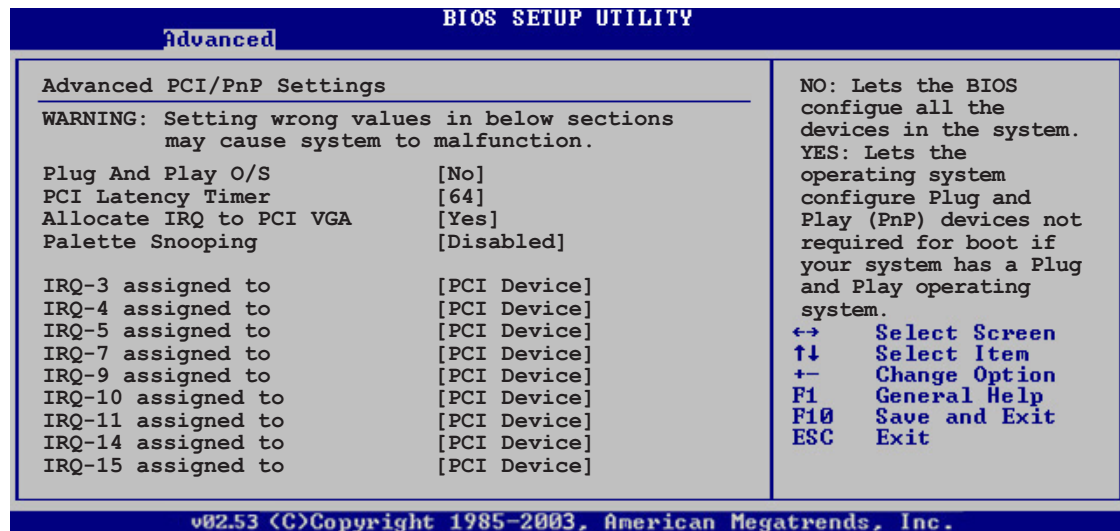 BIOS SETUP UTILITY
Advanced
Advanced PCI/PnP Settings
WARNING: Setting wrong values in below sections
may cause system to malfunction.
Plug And Play O/S [No]
PCI Latency Timer [64]
Allocate IRQ to PCI VGA [Yes]
Palette Snooping [Disabled]
IRQ-3 assigned to [PCI Device]
IRQ-4 assigned to [PCI Device]
IRQ-5 assigned to [PCI Device]
IRQ-7 assigned to [PCI Device]
IRQ-9 assigned to [PCI Device]
IRQ-10 assigned to [PCI Device]
IRQ-11 assigned to [PCI Device]
IRQ-14 assigned to [PCI Device]
IRQ-15 assigned to [PCI Device]
NO: Lets the BIOS
configue all the
devices in the system.
YES: Lets the
operating system
configure Plug and
Play (PnP) devices not
required for boot if
your system has a Plug
and Play operating
system.
←→ Select Screen
↑↓ Select Item
+- Change Option
F1 General Help
F10 Save and Exit
ESC Exit
v02.53 (C)Copyright 1985-2003, American Megatrends, Inc.